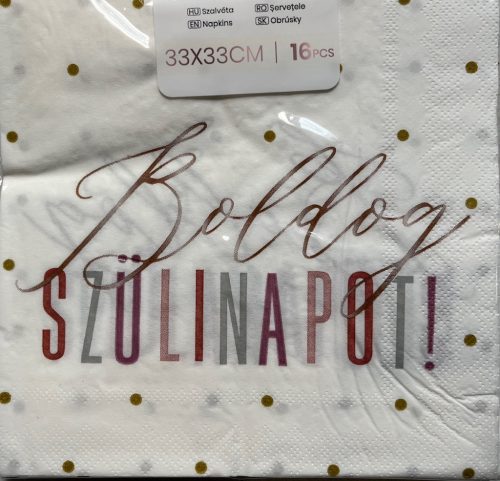 HU Szalvéta RO Șervețele
EN Napkins SK Obrúsky
33X33CM | 16PCS
Boldog
SZÜLINAPOT!